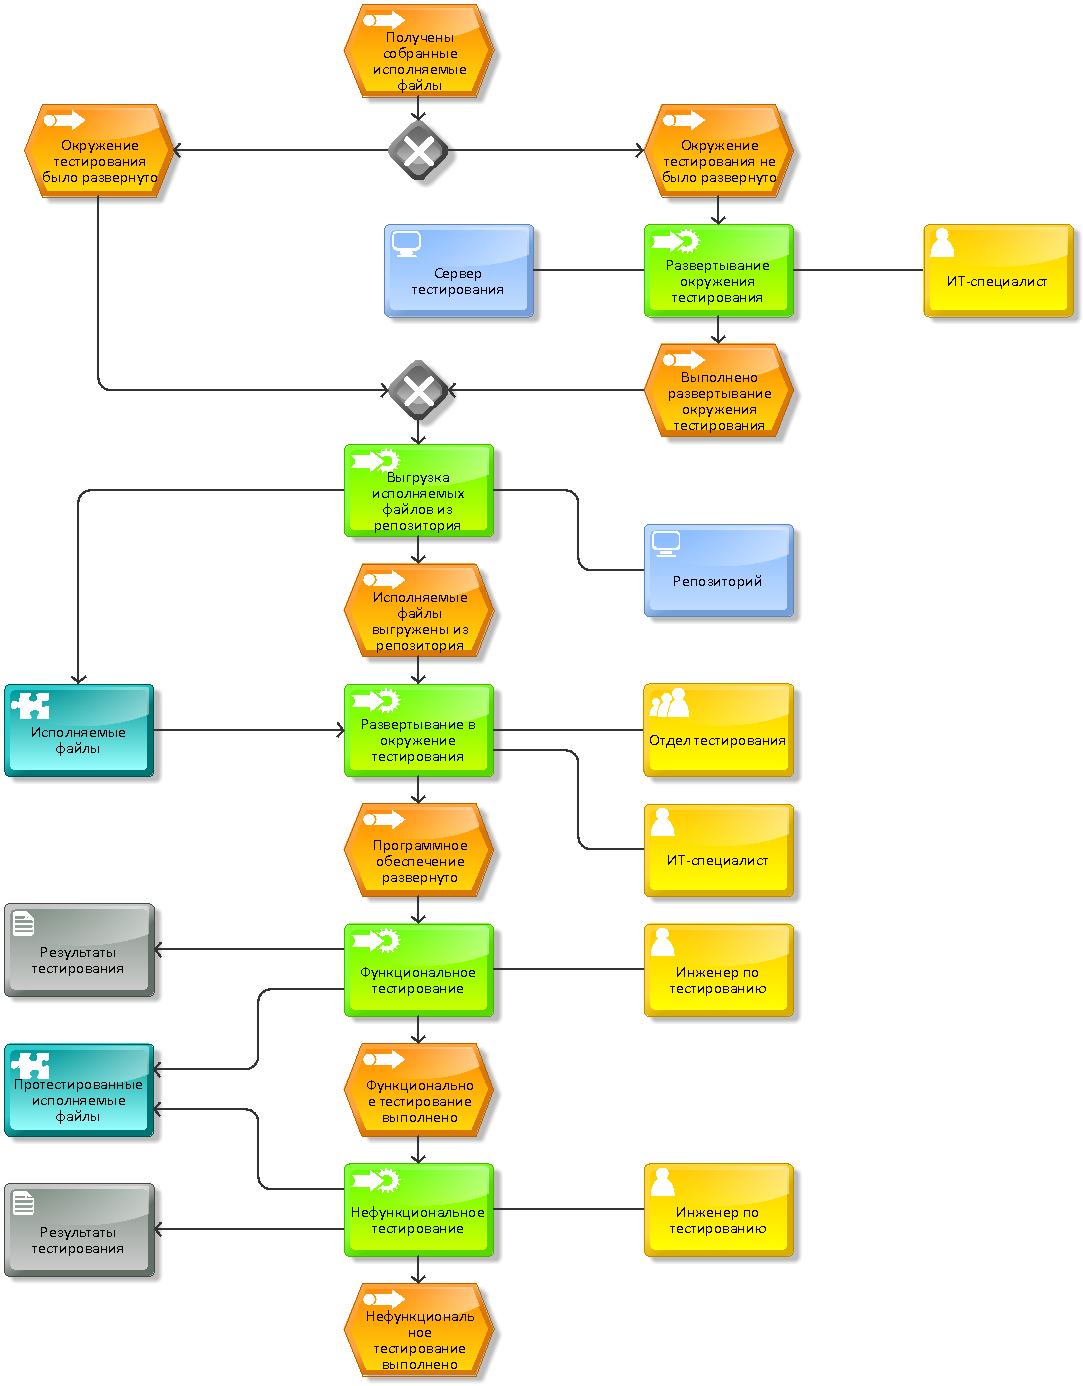 Получены
собранные
исполняемые
файлы
Окружение
тестирования
было развернуто
Окружение
тестирования не
было развернуто
Сервер
тестирования
Развертывание
окружения
тестирования
ИТ-специалист
Выполнено
развертывание
окружения
тестирования
Выгрузка
исполняемых
файлов из
репозитория
Репозиторий
Исполняемые
файлы
выгружены из
репозитория
Исполняемые
файлы
Развертывание в
окружение
тестирования
Отдел тестирования
ИТ-специалист
Программное
обеспечение
развернуто
Результаты
тестирования
Функциональное
тестирование
Инженер по
тестированию
Протестированные
исполняемые
файлы
Функционально
е тестирование
выполнено
Результаты
тестирования
Нефункциональное
тестирование
Инженер по
тестированию
Нефункциональ
ное
тестирование
выполнено